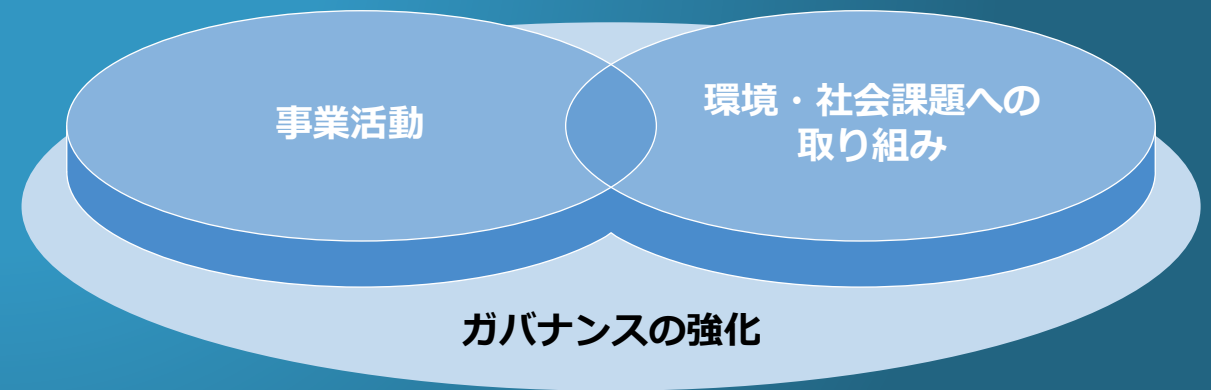 事業活動
環境・社会課題への
取り組み
ガバナンスの強化